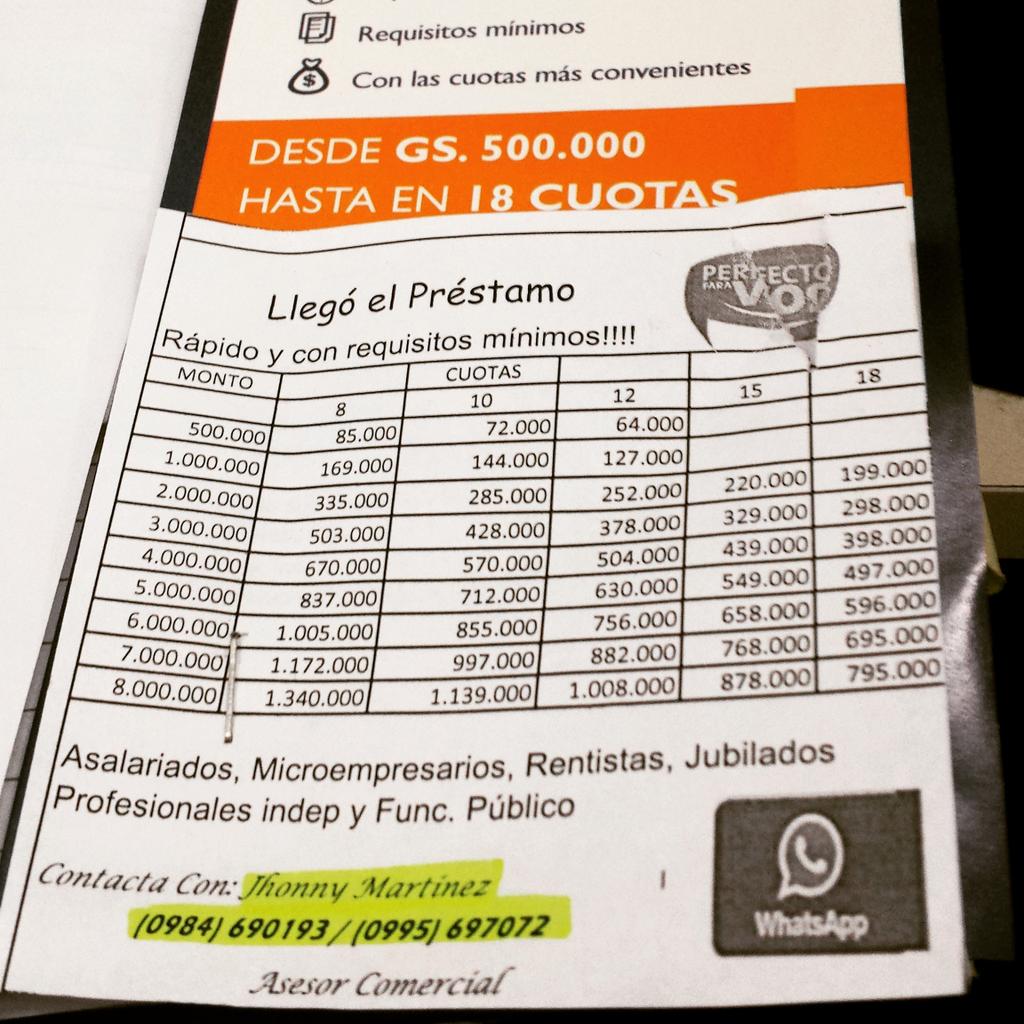 Requisitos mínimos
$ Con las cuotas más convenientes
DESDE GS. 500.000
HASTA EN 18 CUOTAS
PERFECTO
PARA VOS
Llegó el Préstamo
Rápido y con requisitos mínimos!!!!
MONTO CUOTAS
8 10 12 15 18
500.000 85.000 72.000 64.000
1.000.000 169.000 144.000 127.000
2.000.000 335.000 285.000 252.000 220.000 199.000
3.000.000 503.000 428.000 378.000 329.000 298.000
4.000.000 670.000 570.000 504.000 439.000 398.000
5.000.000 837.000 712.000 630.000 549.000 497.000
6.000.000 1.005.000 855.000 756.000 658.000 596.000
7.000.000 1.172.000 997.000 882.000 768.000 695.000
8.000.000 1.340.000 1.139.000 1.008.000 878.000 795.000
Asalariados, Microempresarios, Rentistas, Jubilados
Profesionales indep y Func. Público
Contacta Con: Jhonny Martinez
(0984) 690193 / (0995) 697072
WhatsApp
Asesor Comercial